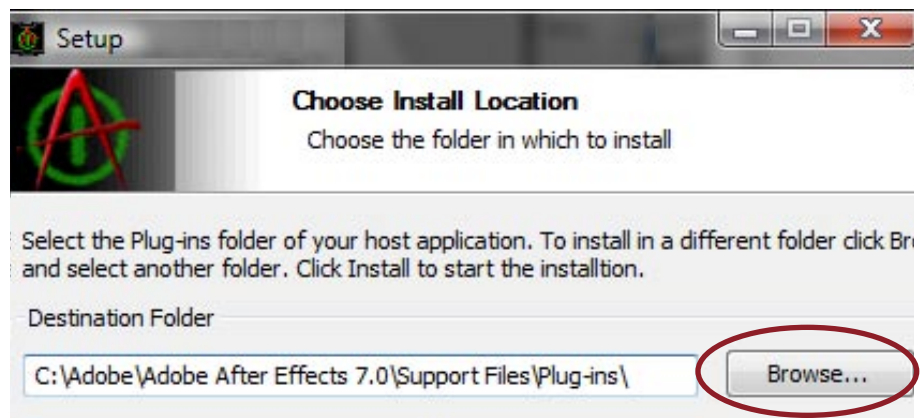 Setup
Choose Install Location
Choose the folder in which to install
Select the Plug-ins folder of your host application. To install in a different folder click Bro
and select another folder. Click Install to start the installtion.
Destination Folder
C:\Adobe\Adobe After Effects 7.0\Support Files\Plug-ins\
Browse...